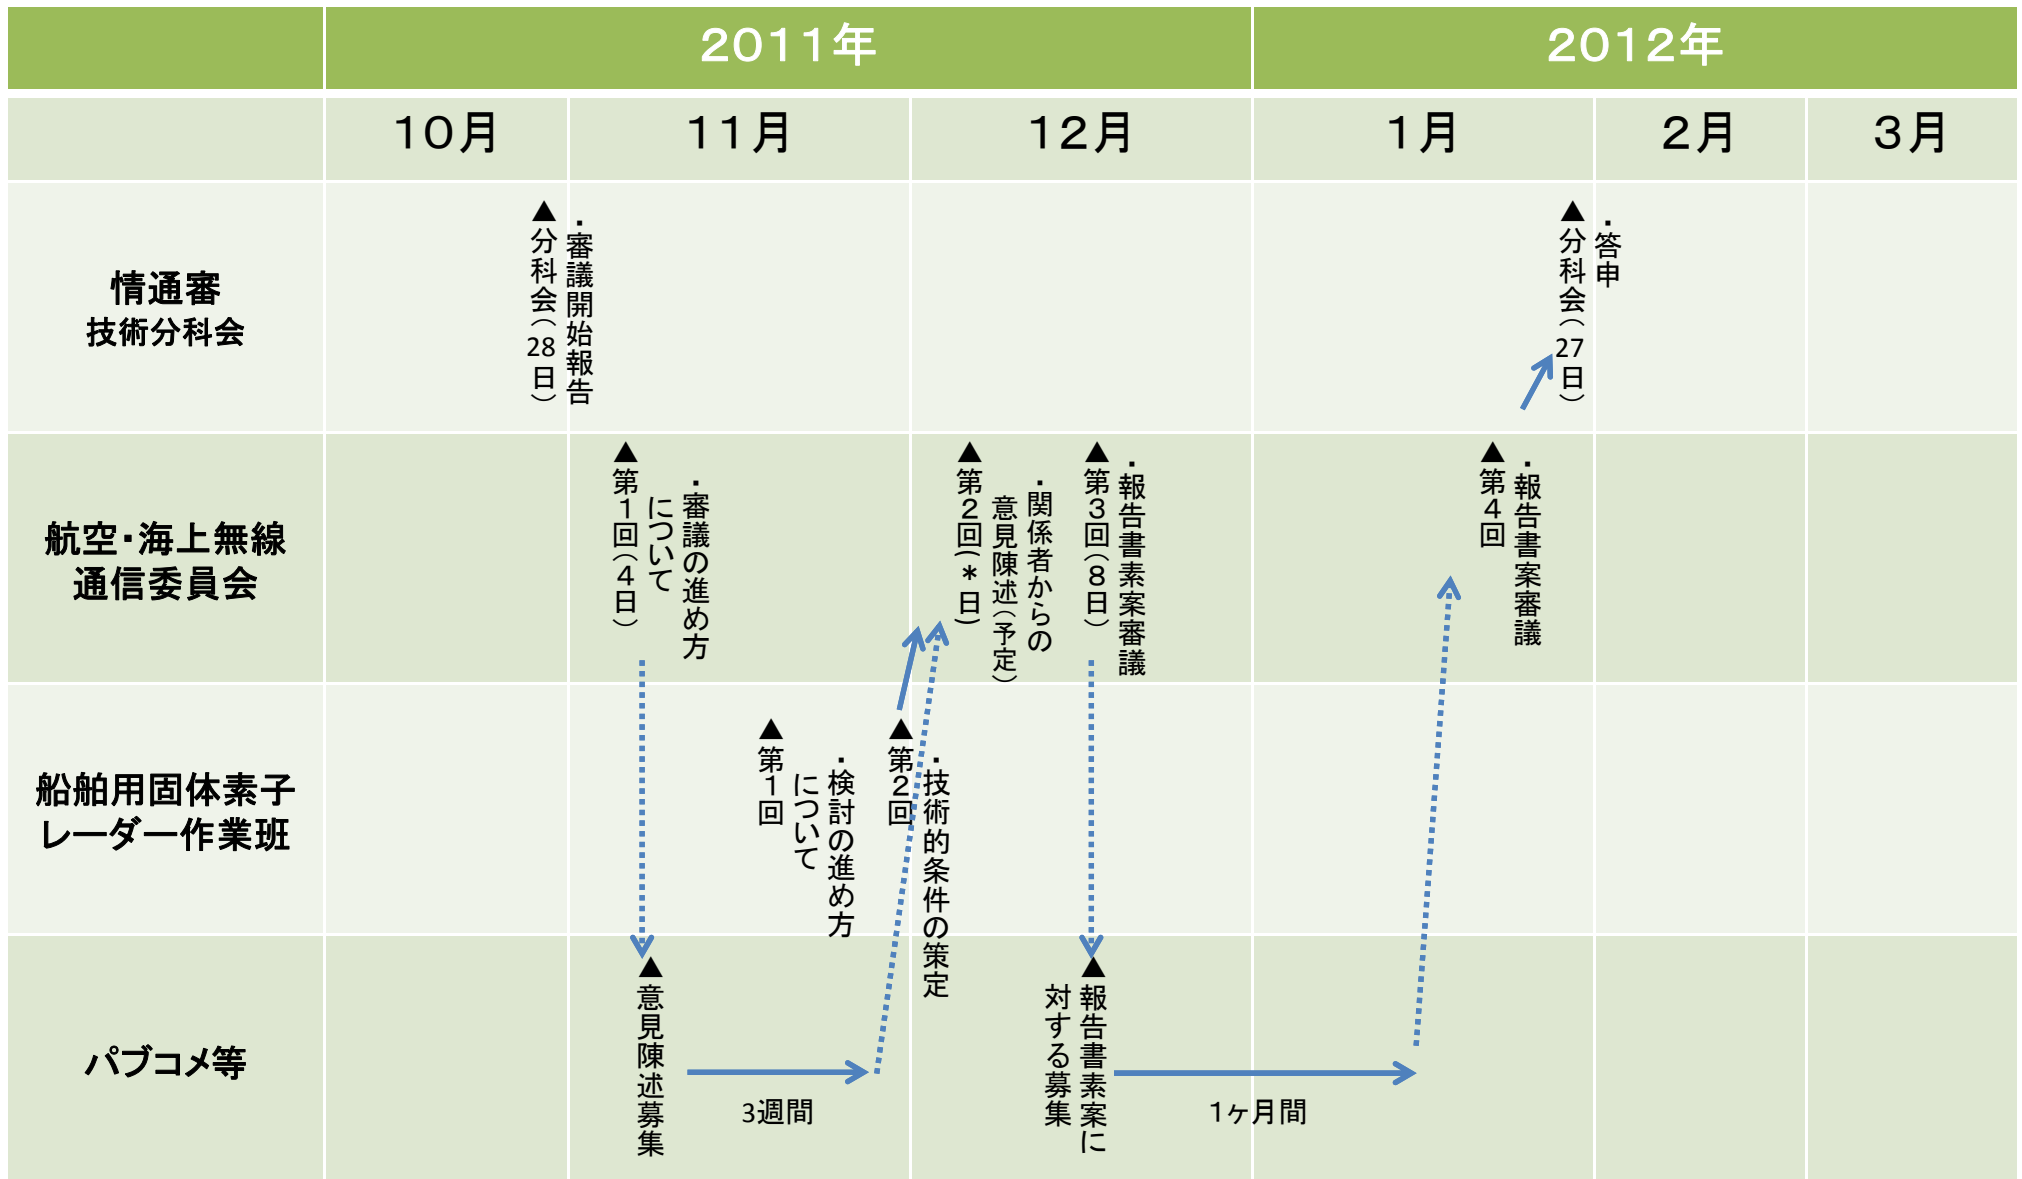 ２０１１年
２０１２年
１０月
１１月
１２月
１月
２月
３月
情通審
技術分科会
▲分科会（28日）
・審議開始報告
▲分科会（27日）
・答申
航空・海上無線
通信委員会
▲第１回（４日）
・審議の進め方
について
▲第２回（＊日）
・関係者からの
意見陳述（予定）
▲第３回（８日）
・報告書素案審議
▲第４回
・報告書案審議
船舶用固体素子
レーダー作業班
▲第１回
・検討の進め方
について
▲第２回
・技術的条件の策定
パブコメ等
▲意見陳述募集
3週間
▲報告書素案に
対する募集
１ヶ月間